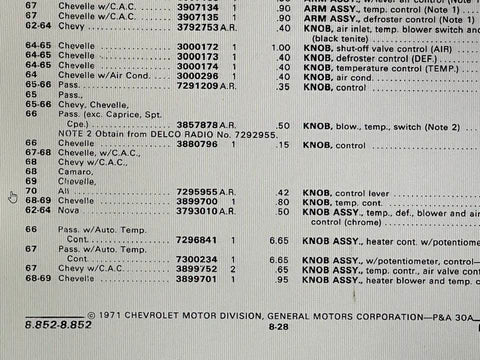 67 Chevelle w/C.A.C. 3907134 1 .90 ARM ASSY., temp. control (Note 1)
67 Chevelle w/C.A.C. 3907135 1 .90 ARM ASSY., defroster control (Note 1)
62-64 Chevy 3792753 A.R. .40 KNOB, air inlet, temp. blower switch and
(black tenite)
64-65 Chevelle 3000172 1 1.00 KNOB, shut-off valve control (AIR)
64-65 Chevelle 3000173 1 .40 KNOB, defroster control (DEF.)
64-65 Chevelle 3000174 1 .40 KNOB, temperature control (TEMP.)
64 Chevelle w/Air Cond. 3000296 1 .40 KNOB, air cond.
65-66 Pass. 7291209 A.R. .35 KNOB, control
65 Pass.,
65-66 Chevy, Chevelle,
66 Pass. (exc. Caprice, Spt.
Cpe.) 3857878 A.R. .50 KNOB, blow., temp., switch (Note 2)
NOTE 2 Obtain from DELCO RADIO No. 7292955.
66 Chevelle 3880796 1 .15 KNOB, control
67-68 Chevelle, w/C.A.C.,
68 Chevy w/C.A.C.,
68 Camaro,
69 Chevelle,
70 All 7295955 A.R. .42 KNOB, control lever
68-69 Chevelle 3899700 1 .80 KNOB, temp. cont.
62-64 Nova 3793010 A.R. .50 KNOB ASSY., temp., def., blower and air
control (chrome)
66 Pass. w/Auto. Temp.
Cont. 7296841 1 6.65 KNOB ASSY., heater cont. w/potentiome
67 Pass. w/Auto. Temp.
Cont. 7300234 1 6.65 KNOB ASSY., w/potentiometer, control—
67 Chevy w/C.A.C. 3899752 2 .65 KNOB ASSY., temp. contr., air valve cont
68-69 Chevelle 3899701 1 .95 KNOB ASSY., heater blower and temp. c
© 1971 CHEVROLET MOTOR DIVISION, GENERAL MOTORS CORPORATION—P&A 30A
8.852-8.852 8-28